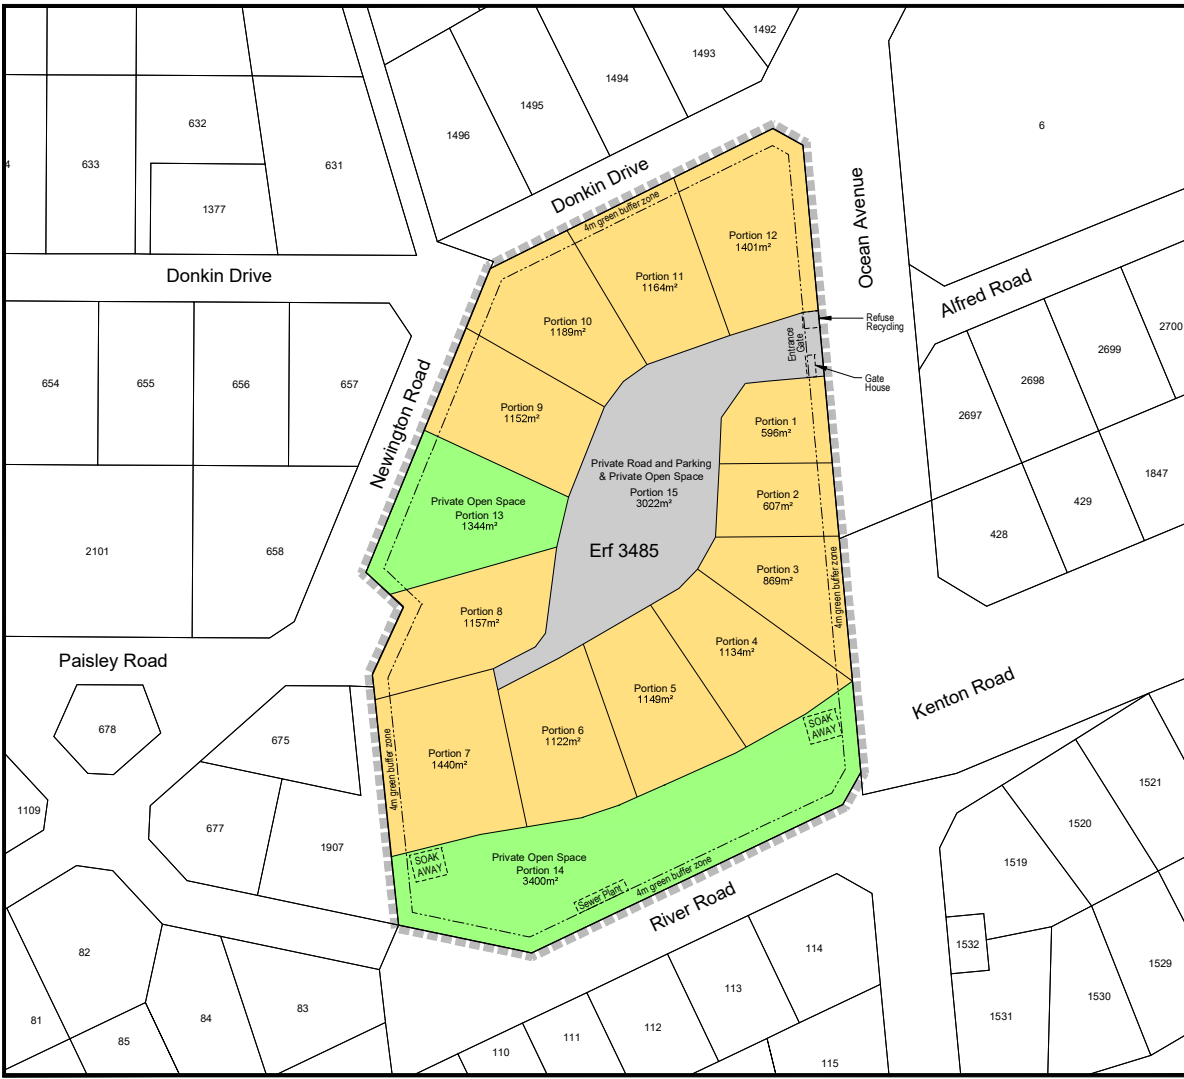 1492
1493
1494
1495
1496
6
632
633
4
631
1377
Donkin Drive
4m green buffer zone
Ocean Avenue
Portion 12
1401m²
Portion 11
1164m²
Donkin Drive
Alfred Road
Refuse
Recycling
Entrance
Gate
Gate
House
Portion 10
1189m²
2700
2699
2698
2697
654
655
656
657
Newington Road
Portion 9
1152m²
Portion 1
596m²
Private Road and Parking
& Private Open Space
Portion 15
3022m²
Erf 3485
Portion 2
607m²
1847
429
428
Private Open Space
Portion 13
1344m²
2101
658
Portion 3
869m²
4m green buffer zone
Portion 8
1157m²
Portion 4
1134m²
Paisley Road
Kenton Road
Portion 5
1149m²
678
675
Portion 6
1122m²
Portion 7
1440m²
4m green buffer zone
SOAK
AWAY
1521
1520
1519
1109
677
1907
SOAK
AWAY
Private Open Space
Portion 14
3400m²
Sewer Plant
4m green buffer zone
River Road
82
81
85
84
83
114
113
112
111
110
115
1532
1529
1530
1531